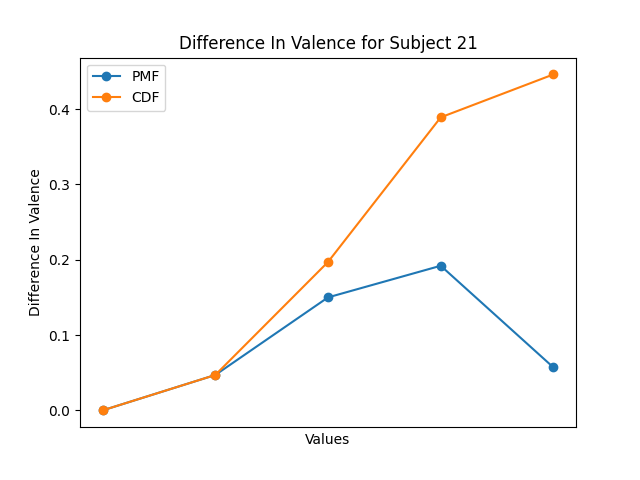 Difference In Valence for Subject 21
PMF
CDF
0.4
0.3
0.2
0.1
0.0
Difference In Valence
Values